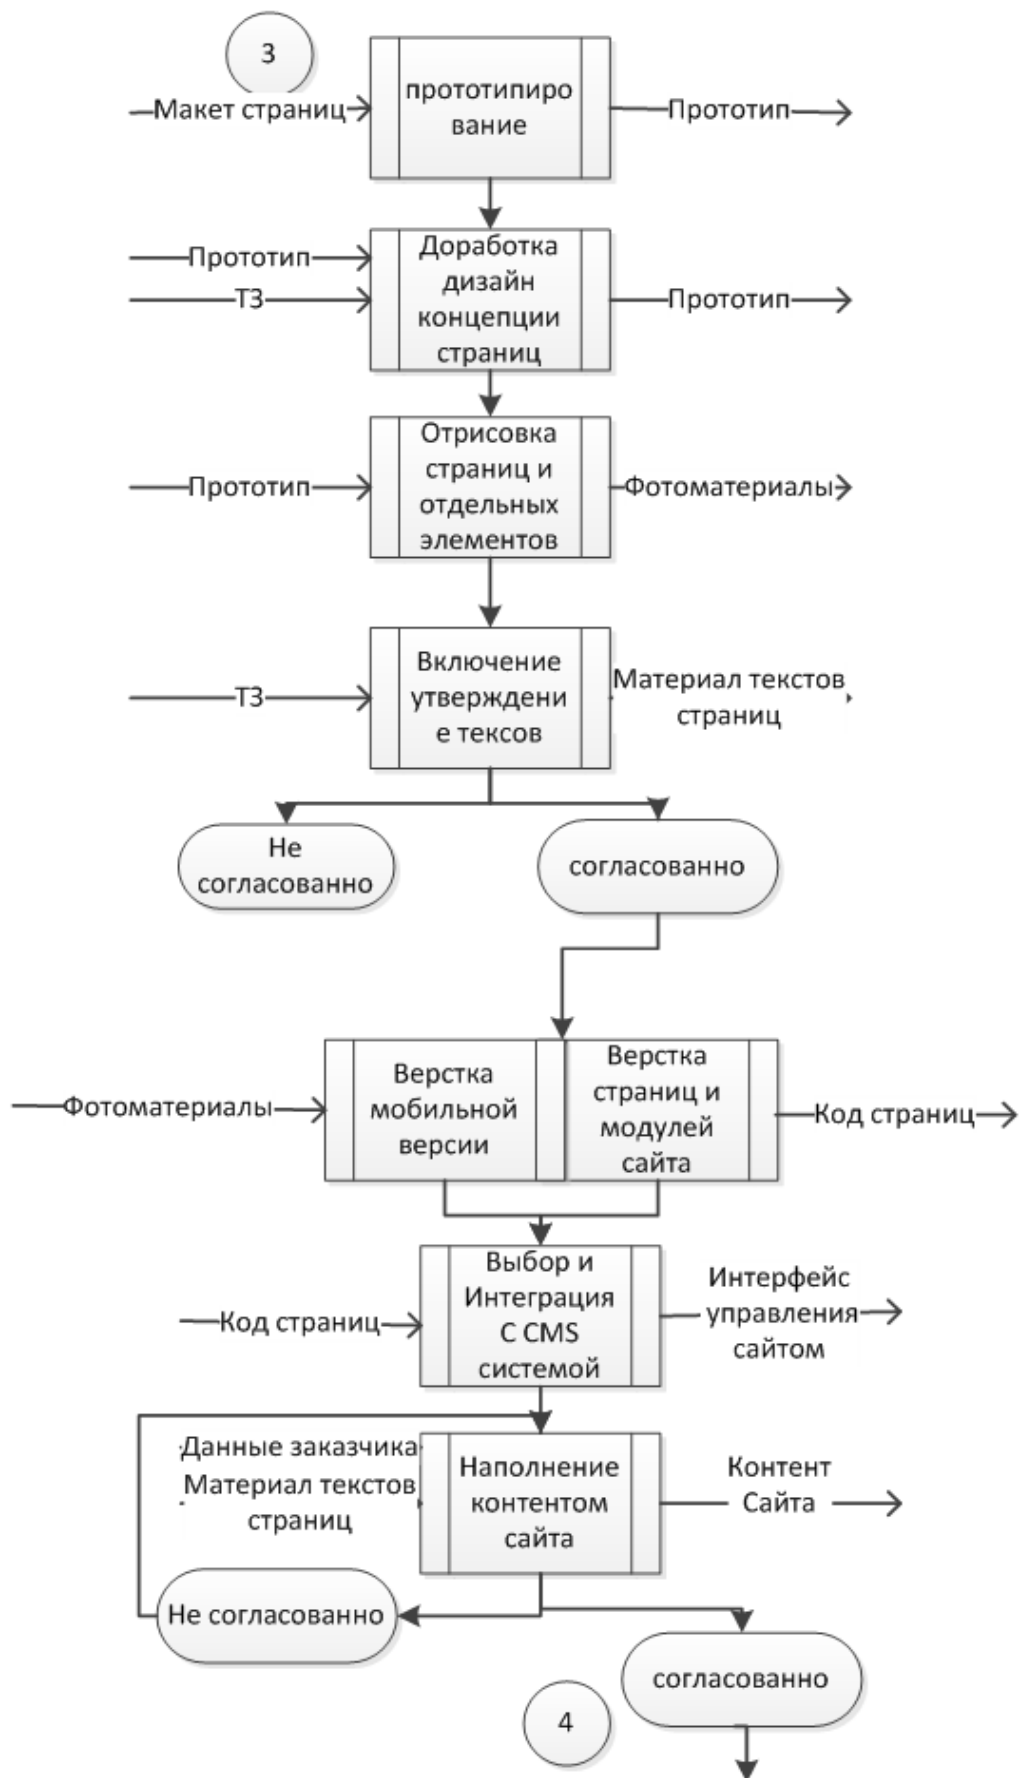 3
Макет страниц
прототипиро
вание
Прототип
Прототип
ТЗ
Доработка
дизайн
концепции
страниц
Прототип
Прототип
Отрисовка
страниц и
отдельных
элементов
Фотоматериалы
ТЗ
Включение
утверждени
е тексов
Материал текстов
страниц
Не
согласованно
согласованно
Фотоматериалы
Верстка
мобильной
версии
Верстка
страниц и
модулей
сайта
Код страниц
Код страниц
Выбор и
Интеграция
С CMS
системой
Интерфейс
управления
сайтом
Данные заказчика
Материал текстов
страниц
Наполнение
контентом
сайта
Контент
Сайта
Не согласованно
согласованно
4